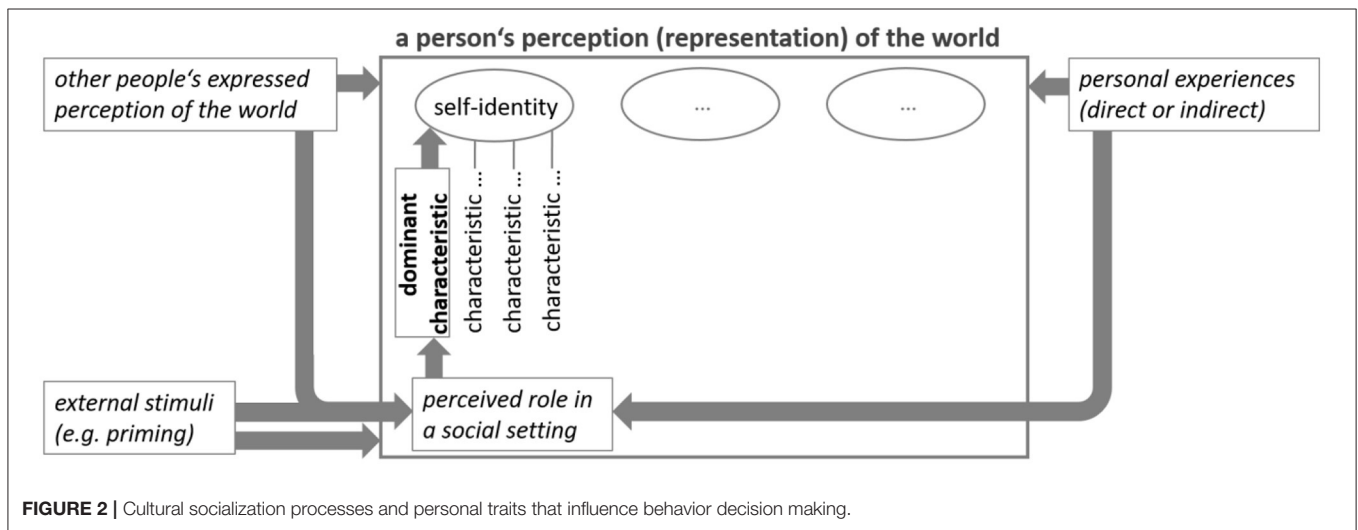 a person's perception (representation) of the world
other people's expressed
perception of the world
personal experiences
(direct or indirect)
self-identity
...
...
dominant
characteristic
characteristic ...
characteristic ...
characteristic ...
external stimuli
(e.g. priming)
perceived role in
a social setting
FIGURE 2 | Cultural socialization processes and personal traits that influence behavior decision making.